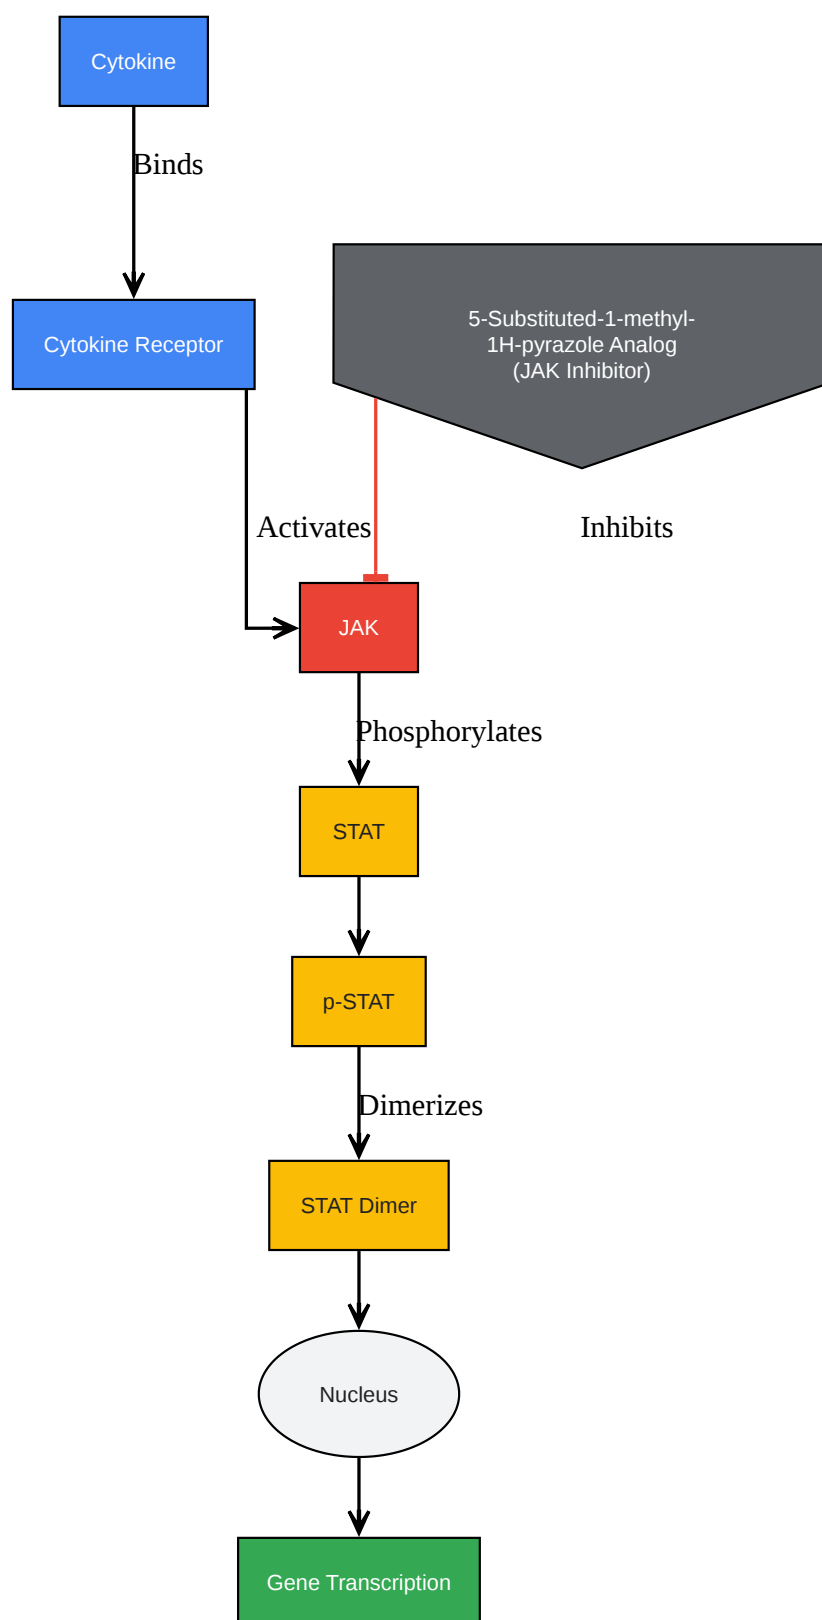 Cytokine
Binds
5-Substituted-1-methyl-
1H-pyrazole Analog
(JAK Inhibitor)
Cytokine Receptor
Activates
Inhibits
JAK
Phosphorylates
STAT
p-STAT
Dimerizes
STAT Dimer
Nucleus
Gene Transcription